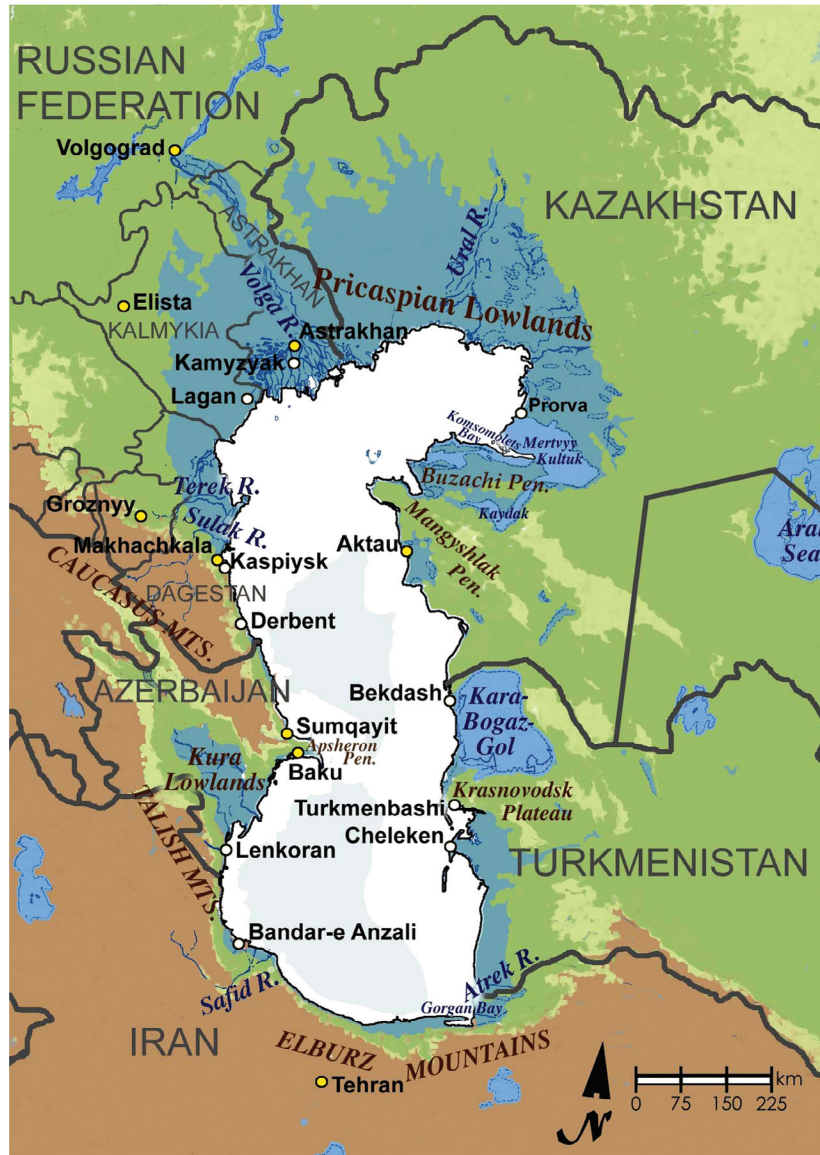 RUSSIAN
FEDERATION
Volgograd
KAZAKHSTAN
ASTRAKHAN
Ural R.
Pricaspian Lowlands
Volga R.
Elista
KALMYKIA
Astrakhan
Kamyzyak
Lagan
Prorva
Komsomolets
Bay
Mertvyy
Kultuk
Buzachi Pen.
Kaydak
Terek R.
Groznyy
Sulak R.
Mangyshlak
Pen.
Aral
Sea
Makhachkala
Kaspiysk
Aktau
CAUCASUS MTS.
DAGESTAN
Derbent
AZERBAIJAN
Bekdash
Kara-
Bogaz-
Gol
Sumqayit
Apsheron
Pen.
Kura
Lowlands
Baku
Turkmenbashi
Krasnovodsk
Plateau
Cheleken
TALISH MTS.
Lenkoran
TURKMENISTAN
Bandar-e Anzali
Safid R.
Atrek R.
Gorgan Bay
IRAN
ELBURZ MOUNTAINS
Tehran
N
km
0 75 150 225